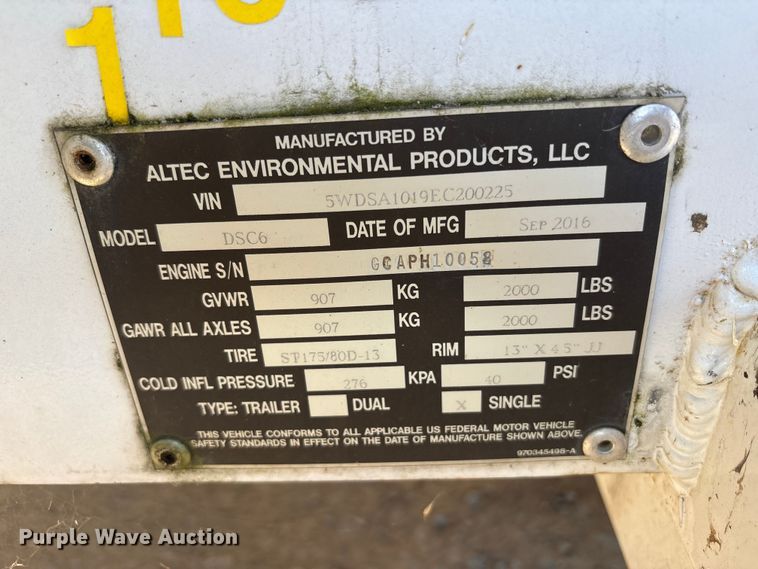 MANUFACTURED BY
ALTEC ENVIRONMENTAL PRODUCTS, LLC
VIN 5WDSA1019EC200225
MODEL DSC6 DATE OF MFG SEP 2016
ENGINE S/N GCAPH10058
GVWR 907 KG 2000 LBS
GAWR ALL AXLES 907 KG 2000 LBS
TIRE ST175/80D-13 RIM 13" X 4.5" JJ
COLD INFL PRESSURE 276 KPA 40 PSI
TYPE: TRAILER DUAL X SINGLE
THIS VEHICLE CONFORMS TO ALL APPLICABLE US FEDERAL MOTOR VEHICLE
SAFETY STANDARDS IN EFFECT ON THE DATE OF MANUFACTURE SHOWN ABOVE.
970345498-A
Purple Wave Auction